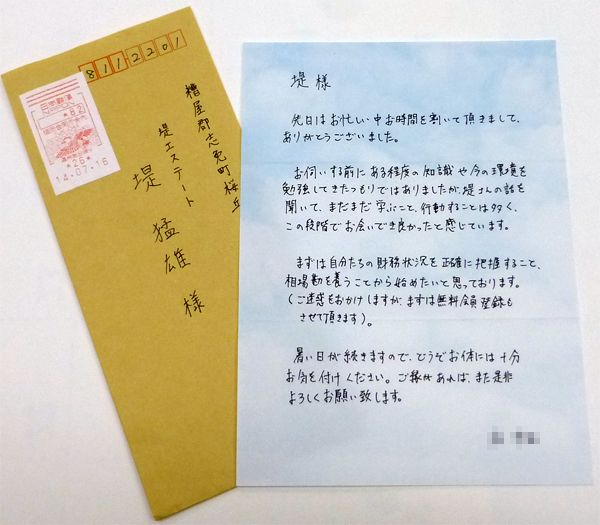 8112201
日本郵便
82
14.07.16
糟屋郡志免町桜丘
堤エステート
堤 猛雄 様
堤 様
先日はお忙しい中お時間を割いて頂きまして、
ありがとうございました。
お伺いする前にある程度の知識や今の環境を
勉強してきたつもりではありましたが、堤さんの話を
聞いて、まだまだ学ぶこと、行動することは多く、
この段階でお会いでき良かったと感じています。
まずは自分たちの財務状況を正確に把握すること、
相場勘を養うことから始めたいと思っております。
(ご迷惑をおかけしますが、まずは無料会員登録も
させて頂きます)。
暑い日が続きますので、どうぞお体には十分
お気を付けください。ご縁があれば、また是非
よろしくお願い致します。